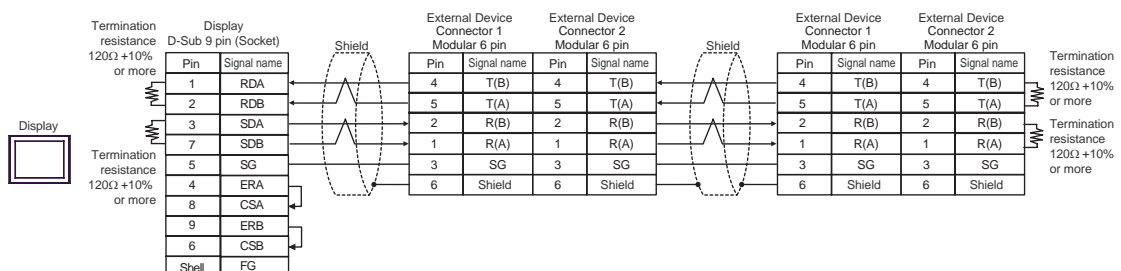 Display
Termination
resistance
120Ω +10%
or more
Termination
resistance
120Ω +10%
or more
Display
D-Sub 9 pin (Socket)
Pin Signal name
1 RDA
2 RDB
3 SDA
7 SDB
5 SG
4 ERA
8 CSA
9 ERB
6 CSB
Shell FG
Shield
External Device
Connector 1
Modular 6 pin
External Device
Connector 2
Modular 6 pin
Pin Signal name Pin Signal name
4 T(B) 4 T(B)
5 T(A) 5 T(A)
2 R(B) 2 R(B)
1 R(A) 1 R(A)
3 SG 3 SG
6 Shield 6 Shield
Shield
External Device
Connector 1
Modular 6 pin
External Device
Connector 2
Modular 6 pin
Pin Signal name Pin Signal name
4 T(B) 4 T(B)
5 T(A) 5 T(A)
2 R(B) 2 R(B)
1 R(A) 1 R(A)
3 SG 3 SG
6 Shield 6 Shield
Termination
resistance
120Ω +10%
or more
Termination
resistance
120Ω +10%
or more